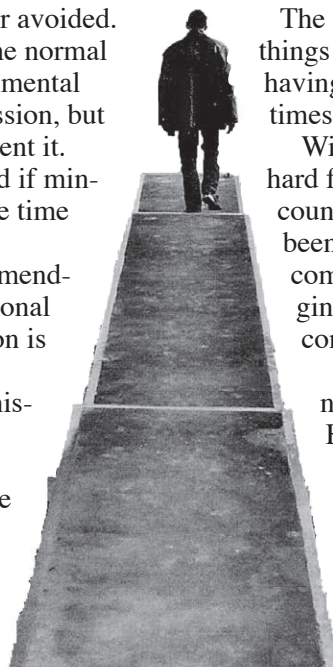 r avoided.
he normal
mental
ssion, but
ent it.
d if min-
e time
mend-
onal
on is
his-
e
The
things
having
times
Wi
hard f
coun
been
com
gin
con
n